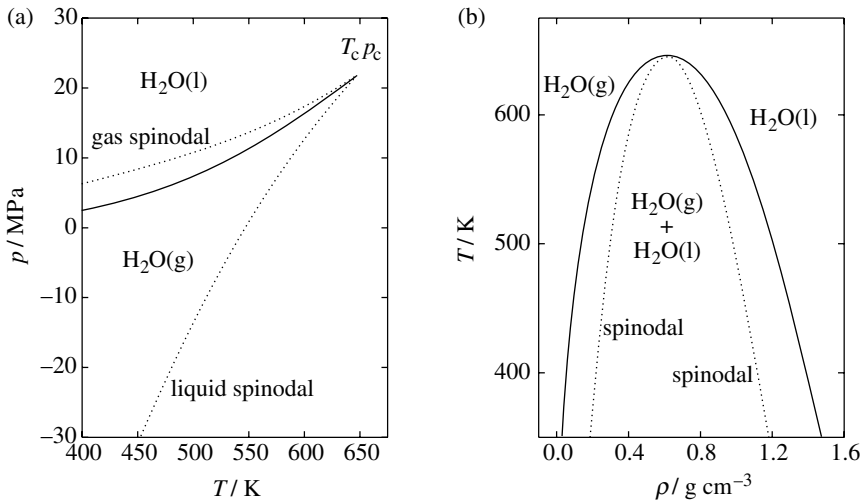 (a)
30
20
10
0
−10
−20
−30
p / MPa
T_c p_c
H₂O(l)
gas spinodal
H₂O(g)
liquid spinodal
400 450 500 550 600 650
T / K
(b)
600
500
400
T / K
H₂O(g)
H₂O(l)
H₂O(g)
+
H₂O(l)
spinodal
spinodal
0.0 0.4 0.8 1.2 1.6
ρ / g cm⁻³